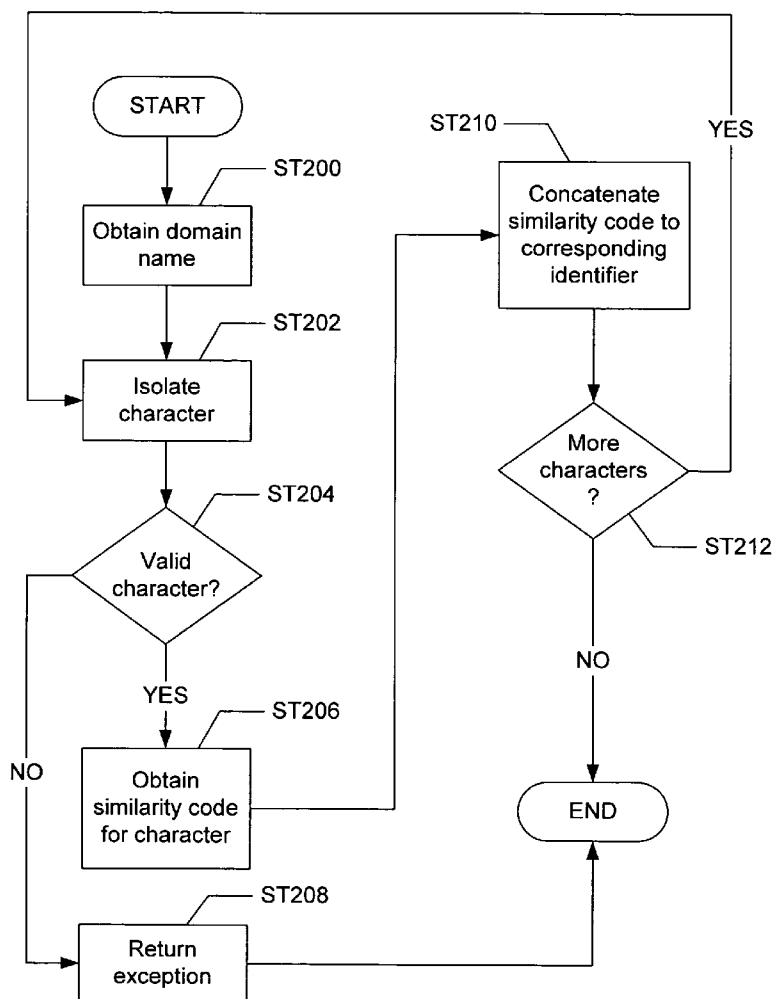 START
ST200
Obtain domain
name
ST202
Isolate
character
ST204
Valid
character?
YES
ST206
Obtain
similarity code
for character
NO
ST208
Return
exception
ST210
Concatenate
similarity code to
corresponding
identifier
YES
More
characters
?
ST212
NO
END